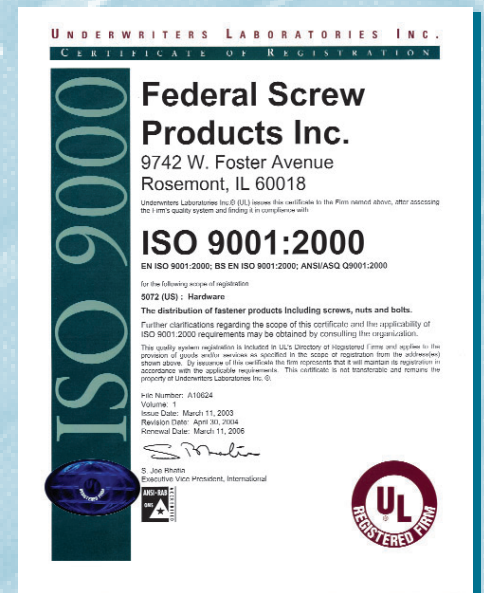 UNDERWRITERS LABORATORIES INC.
CERTIFICATE OF REGISTRATION
ISO 9000
Federal Screw
Products Inc.
9742 W. Foster Avenue
Rosemont, IL 60018
Underwriters Laboratories Inc.® (UL) issues this certificate to the Firm named above, after assessing
the Firm's quality system and finding it in compliance with
ISO 9001:2000
EN ISO 9001:2000; BS EN ISO 9001:2000; ANSI/ASQ Q9001:2000
for the following scope of registration
5072 (US) : Hardware
The distribution of fastener products including screws, nuts and bolts.
Further clarifications regarding the scope of this certificate and the applicability of
ISO 9001:2000 requirements may be obtained by consulting the organization.
This quality system registration is included in UL's Directory of Registered Firms and applies to the
provision of goods and/or services as specified in the scope of registration from the address(es)
shown above. By issuance of this certificate the firm represents that it will maintain its registration in
accordance with the applicable requirements. This certificate is not transferable and remains the
property of Underwriters Laboratories Inc. ®.
File Number: A10624
Volume: 1
Issue Date: March 11, 2003
Revision Date: April 30, 2004
Renewal Date: March 11, 2006
S. Joe Bhatia
Executive Vice President, International
ANSI-RAB
QMS
UL
REGISTERED FIRM